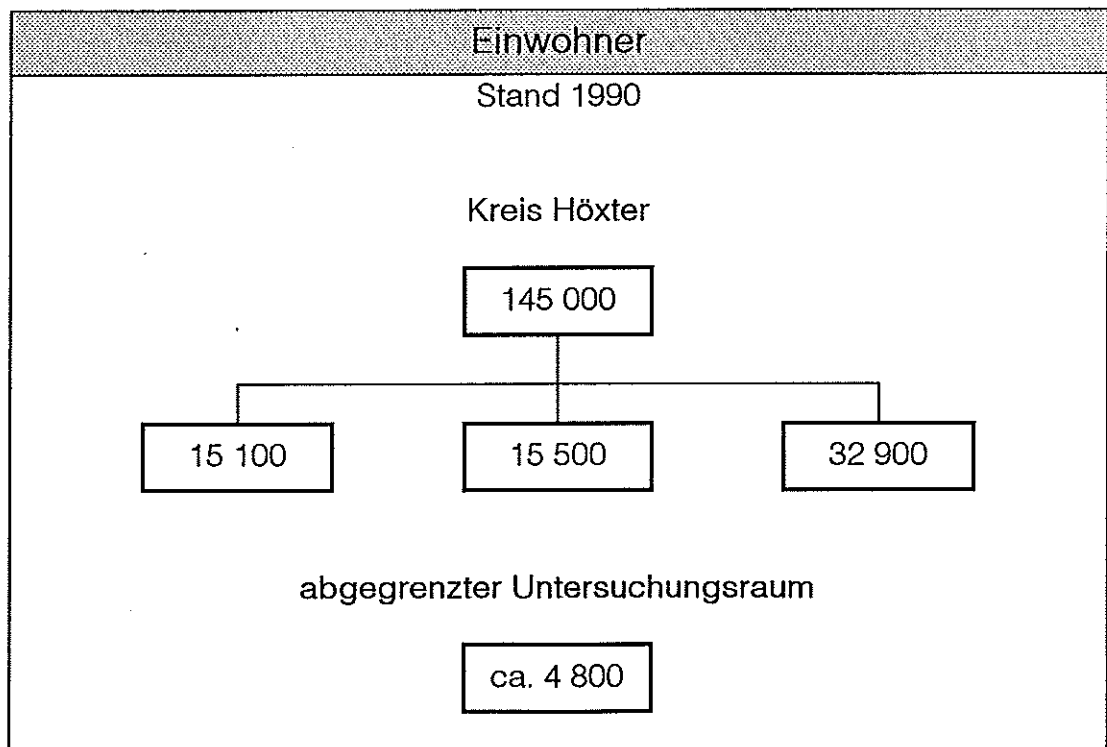 Einwohner
Stand 1990
Kreis Höxter
145 000
15 100 15 500 32 900
abgegrenzter Untersuchungsraum
ca. 4 800